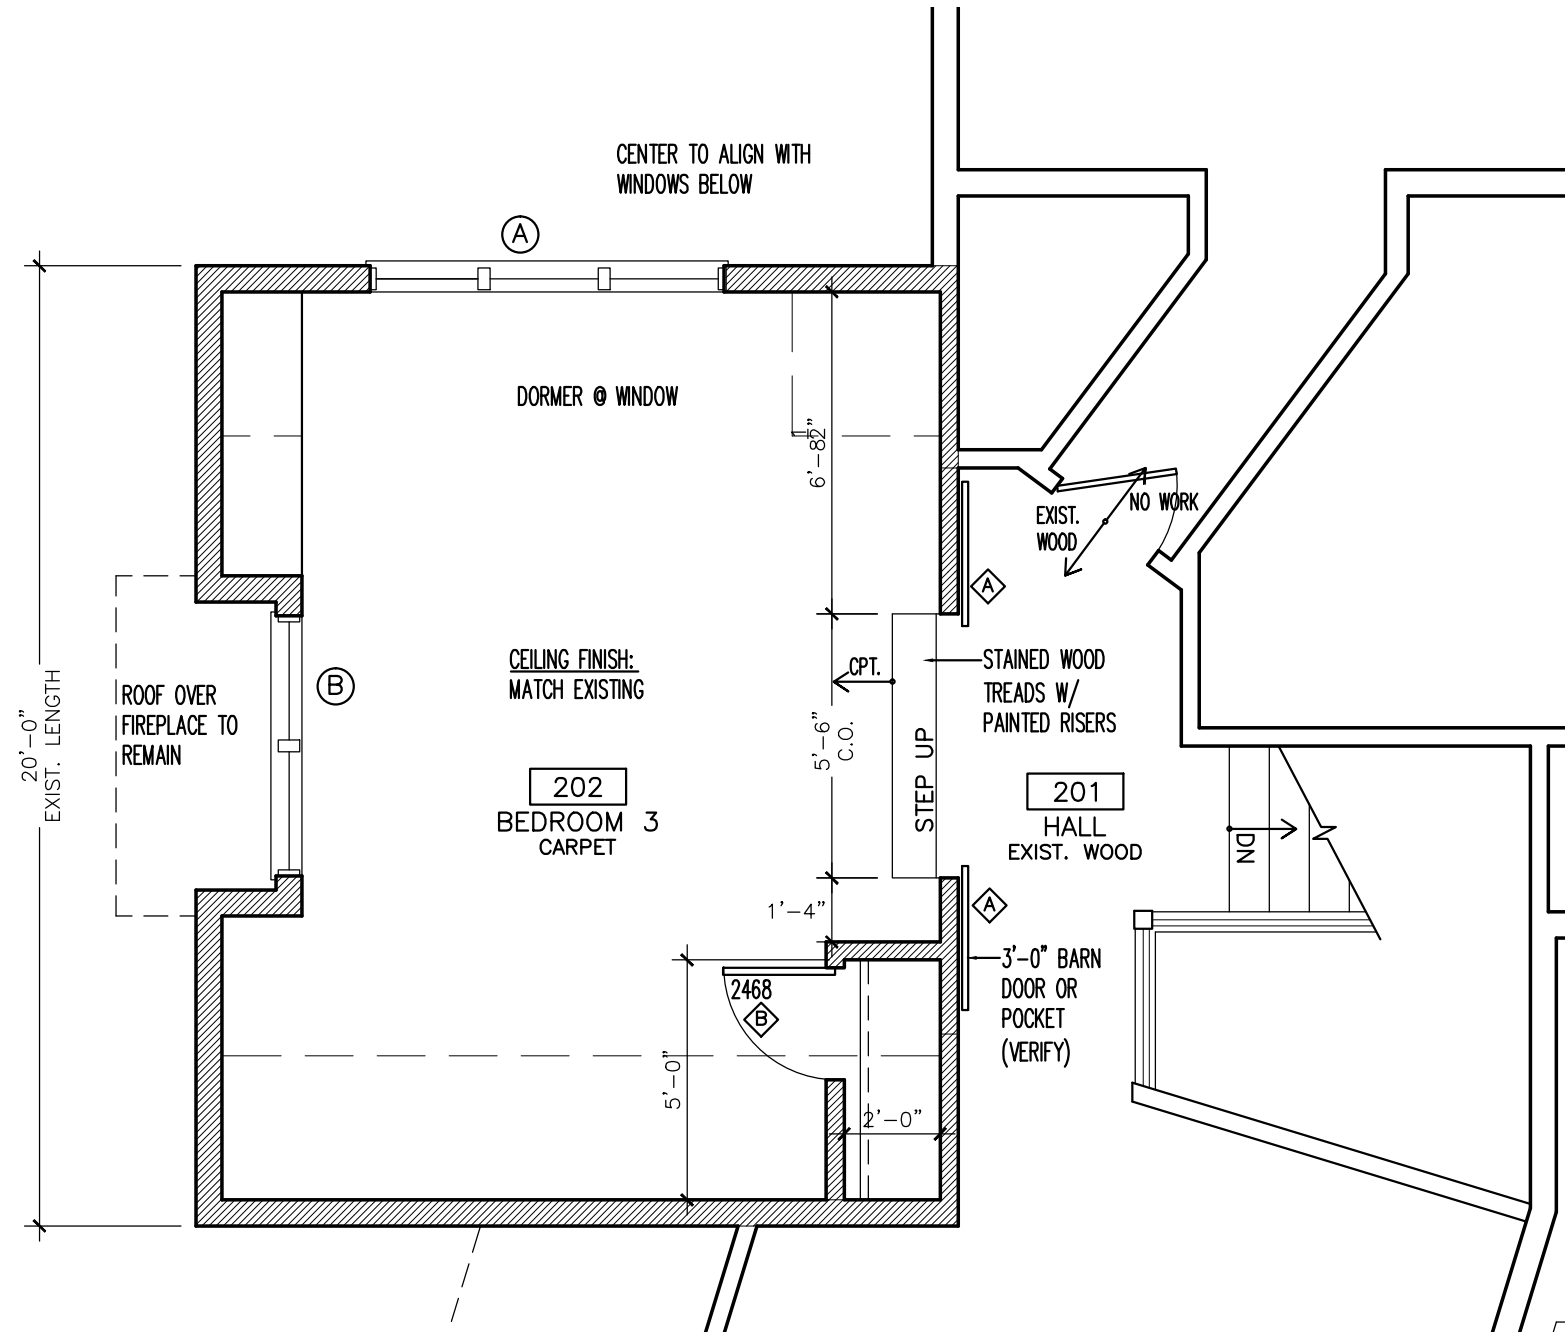 CENTER TO ALIGN WITH
WINDOWS BELOW
A
DORMER @ WINDOW
NO WORK
EXIST.
WOOD
A
CEILING FINISH:
MATCH EXISTING
CPT.
STAINED WOOD
TREADS W/
PAINTED RISERS
B
ROOF OVER
FIREPLACE TO
REMAIN
20'-0"
EXIST. LENGTH
5'-6"
C.O.
STEP UP
202
BEDROOM 3
CARPET
201
HALL
EXIST. WOOD
DN
1'-4"
A
3'-0" BARN
DOOR OR
POCKET
(VERIFY)
2468
B
5'-0"
2'-0"